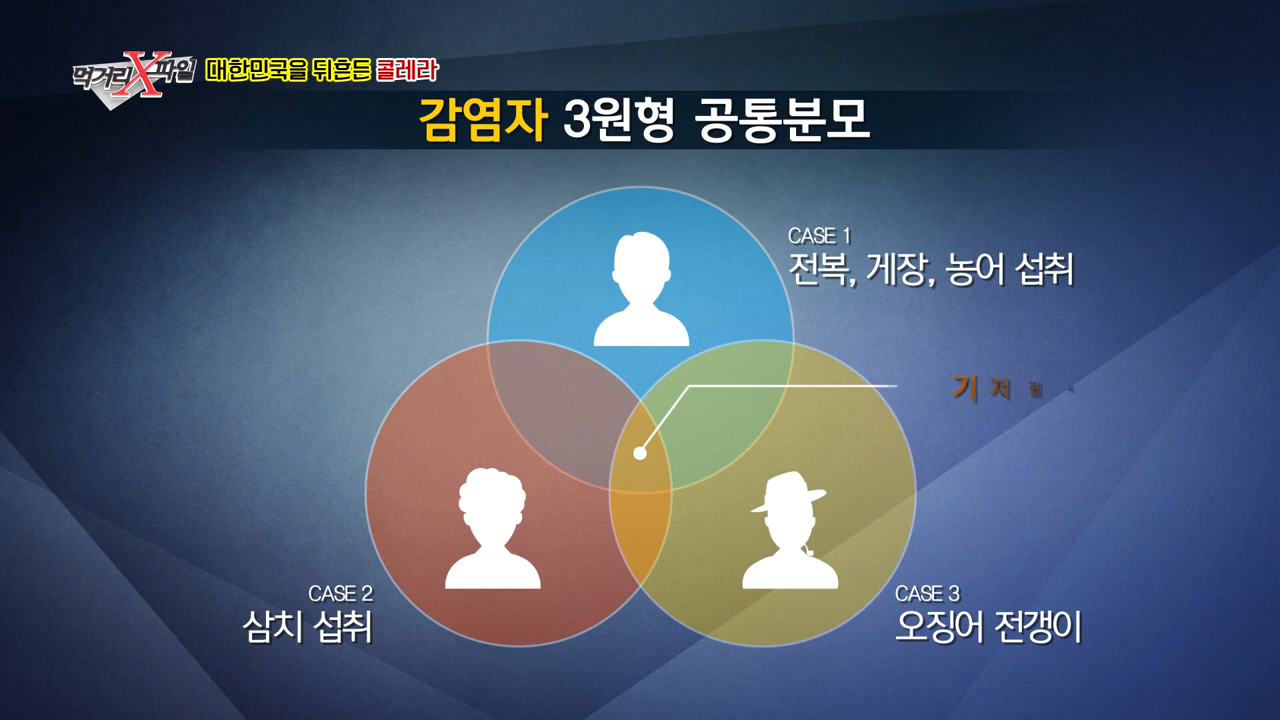 먹거리X파일 대한민국을 뒤흔든 콜레라
감염자 3원형 공통분모
CASE 1
전복, 게장, 농어 섭취
기저질
CASE 2
삼치 섭취
CASE 3
오징어 전갱이